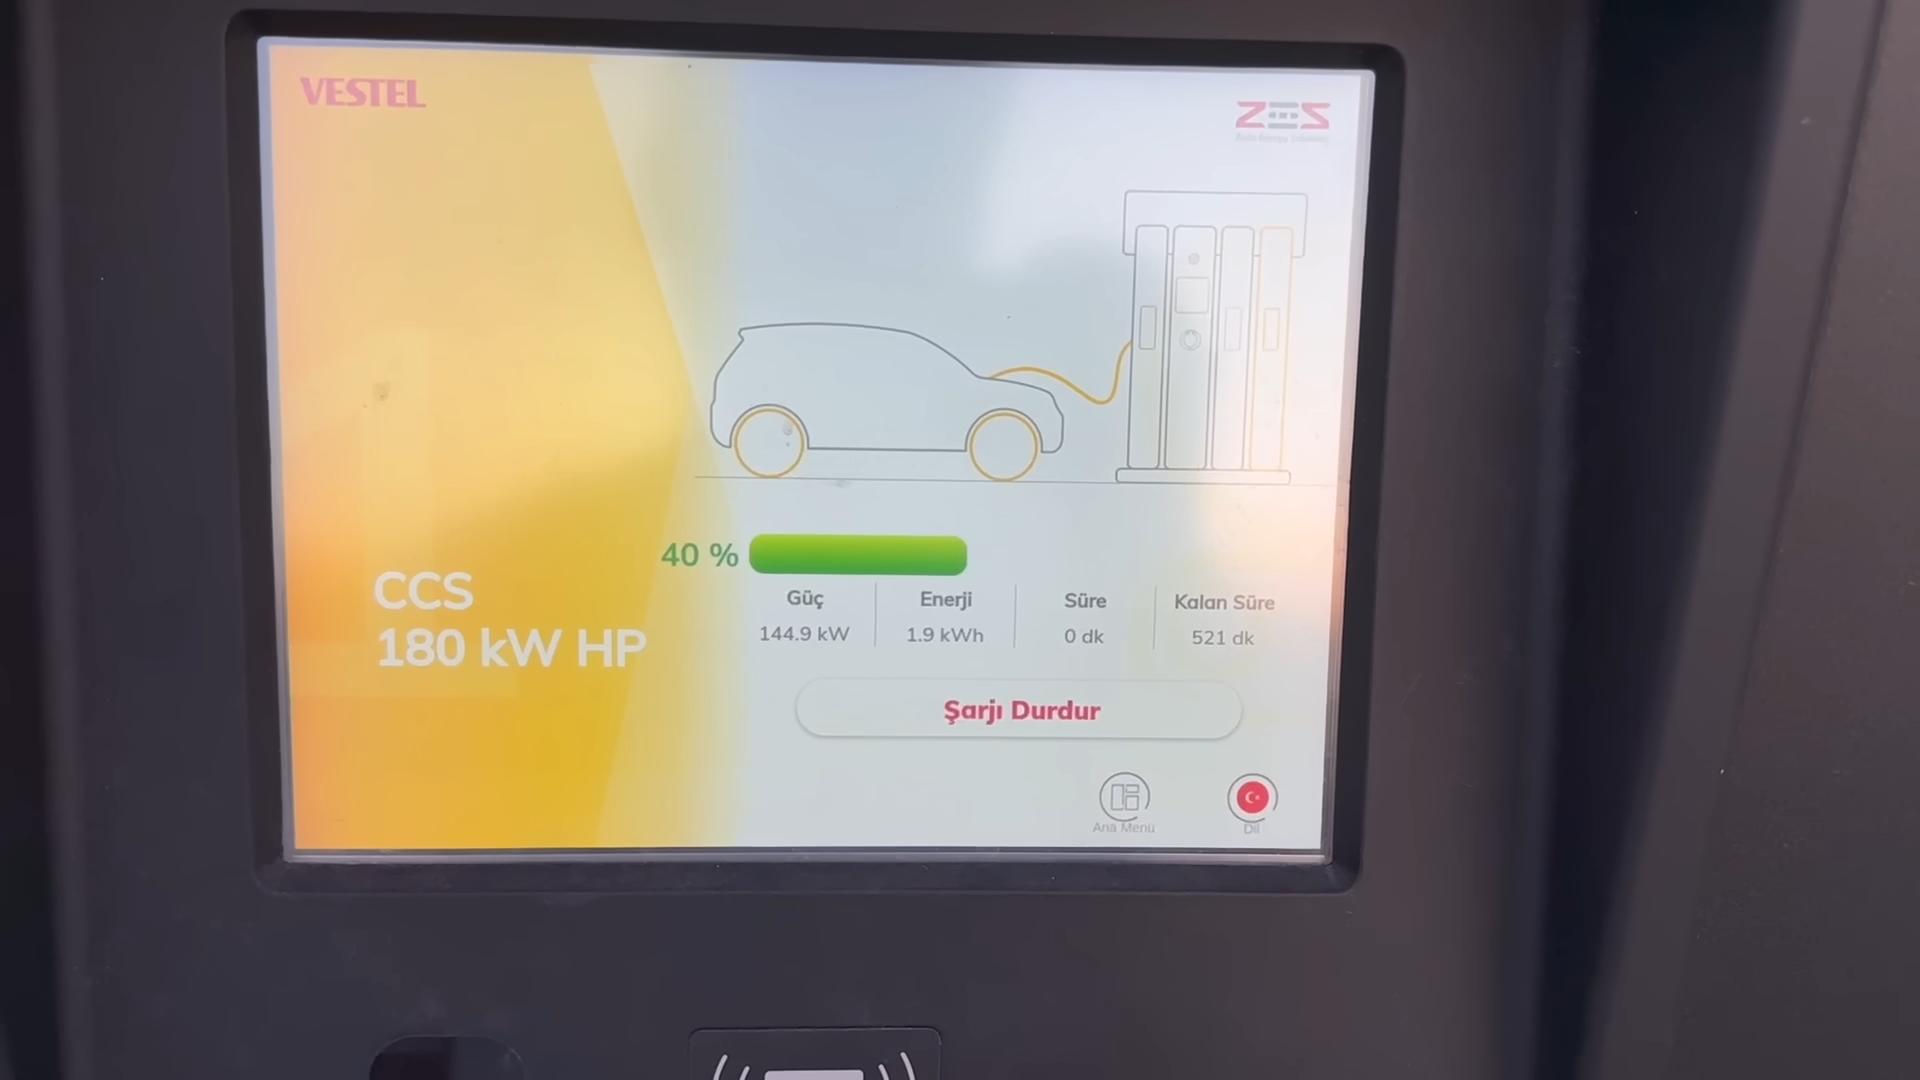 VESTEL
ZES
40 %
CCS
180 kW HP
Güç
144.9 kW
Enerji
1.9 kWh
Süre
0 dk
Kalan Süre
521 dk
Şarjı Durdur
Ana Menü
Dil